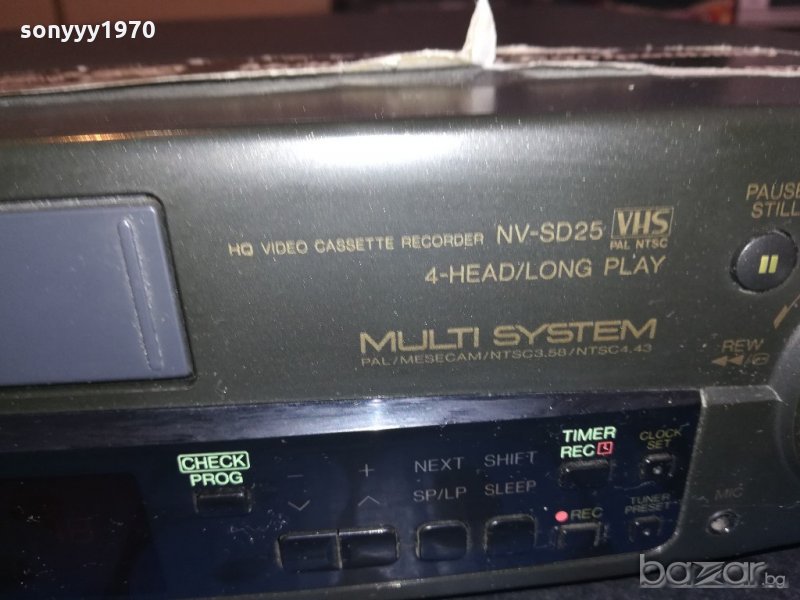 sonyyy1970
PAUSE
STILL
HQ VIDEO CASSETTE RECORDER NV-SD25 VHS
PAL NTSC
4-HEAD/LONG PLAY
MULTI SYSTEM
PAL/MESECAM/NTSC3.58/NTSC4.43
REW
CHECK
PROG
− + NEXT SHIFT
SP/LP SLEEP
TIMER
REC
CLOCK
SET
REC
TUNER
PRESET
MIC
bazar.bg